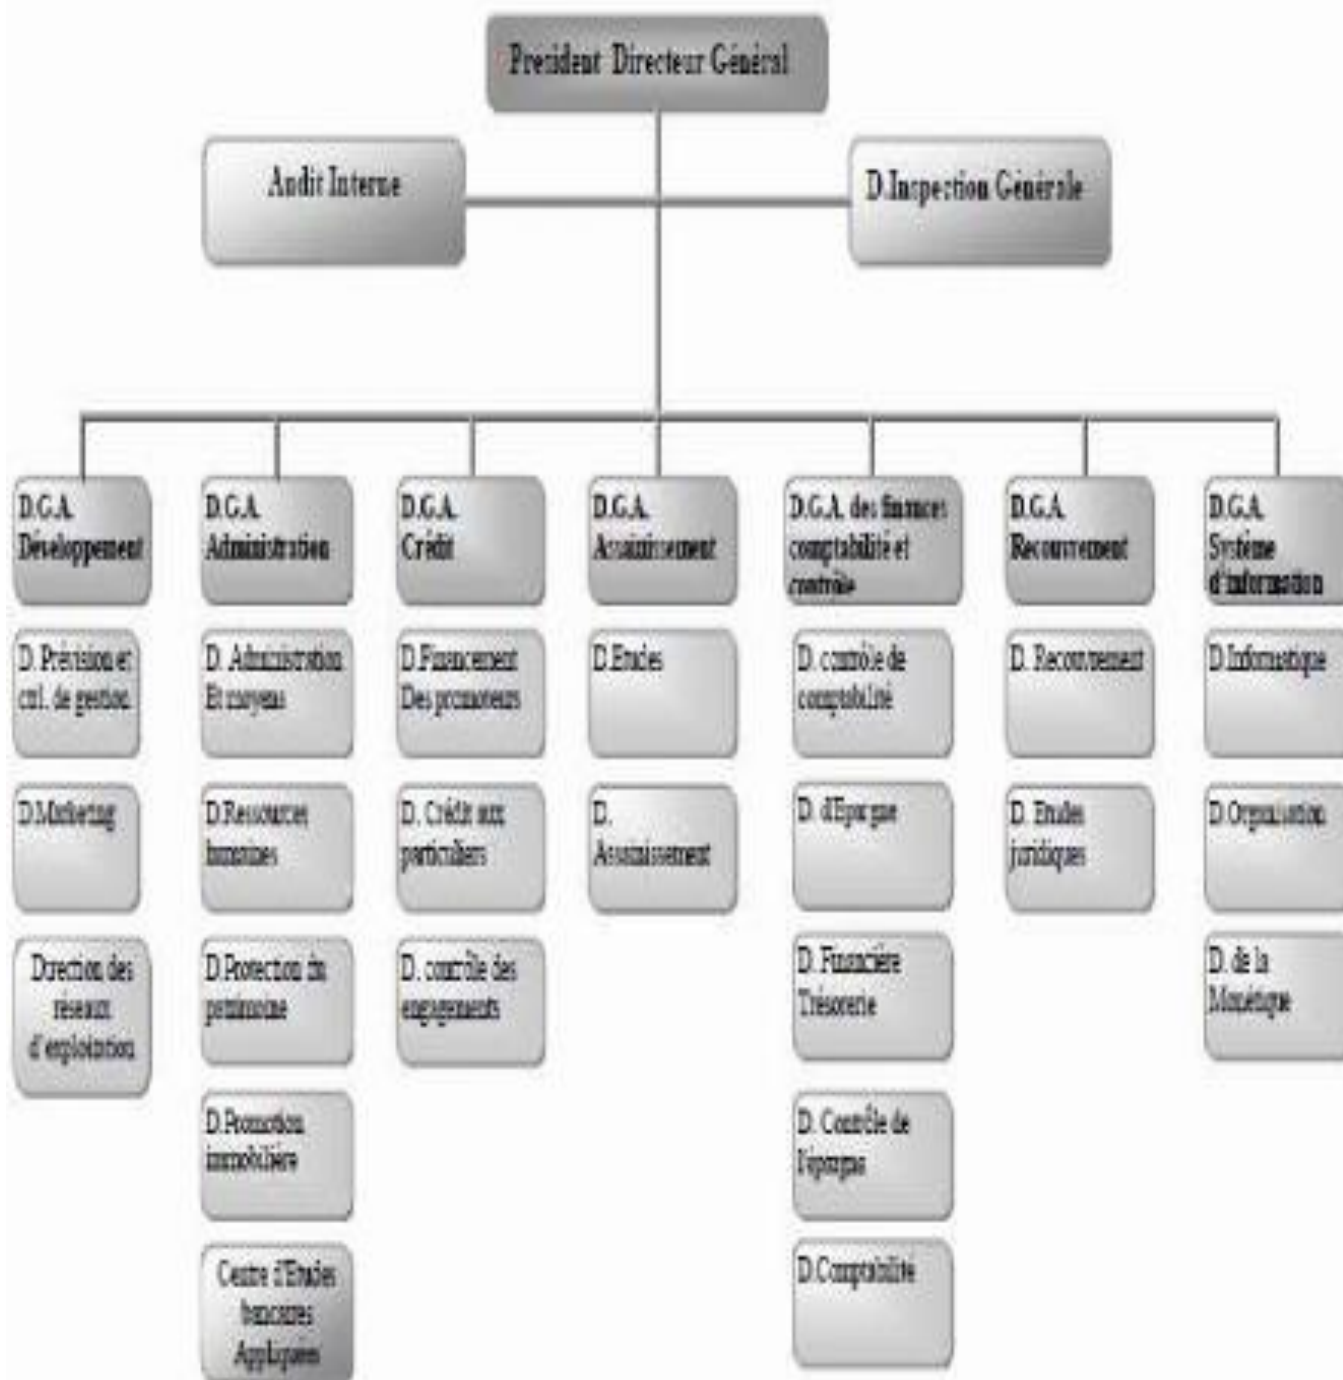 Président Directeur Général
Audit Interne
D.Inspection Générale
D.G.A.
Développement
D.G.A.
Administration
D.G.A.
Crédit
D.G.A.
Assainissement
D.G.A. des finances
comptabilité et
contrôle
D.G.A.
Recouvrement
D.G.A.
Système
d'information
D. Prévision et
ctrl. de gestion
D. Administration
Et moyens
D.Financement
Des promoteurs
D.Etudes
D. contrôle de
comptabilité
D. Recouvrement
D.Informatique
D.Marketing
D.Ressources
humaines
D. Crédit aux
particuliers
D.
Assainissement
D. d'Epargne
D. Etudes
juridiques
D.Organisation
Direction des
réseaux
d'exploitation
D.Protection du
patrimoine
D. contrôle des
engagements
D. Financière
Trésorerie
D. de la
Monétique
D.Promotion
immobilière
D. Contrôle de
l'épargne
Centre d'Etudes
bancaires
Appliquées
D.Comptabilité